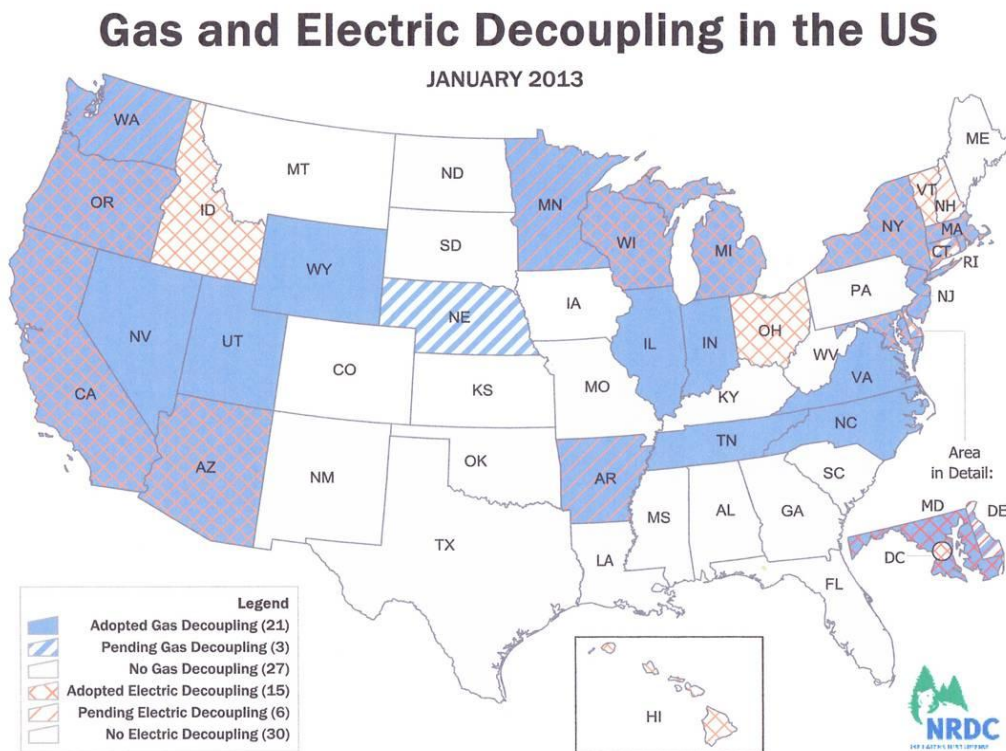 Gas and Electric Decoupling in the US
JANUARY 2013
WA
MT
ND
ME
OR
ID
MN
VT
NH
SD
WI
MI
NY
MA
CT
RI
WY
IA
PA
NJ
NE
NV
UT
IL
IN
OH
CO
WV
VA
KS
MO
KY
CA
TN
NC
AZ
NM
OK
AR
SC
MS
AL
GA
TX
LA
FL
Area
in Detail:
MD
DE
DC
HI
Legend
Adopted Gas Decoupling (21)
Pending Gas Decoupling (3)
No Gas Decoupling (27)
Adopted Electric Decoupling (15)
Pending Electric Decoupling (6)
No Electric Decoupling (30)
NRDC